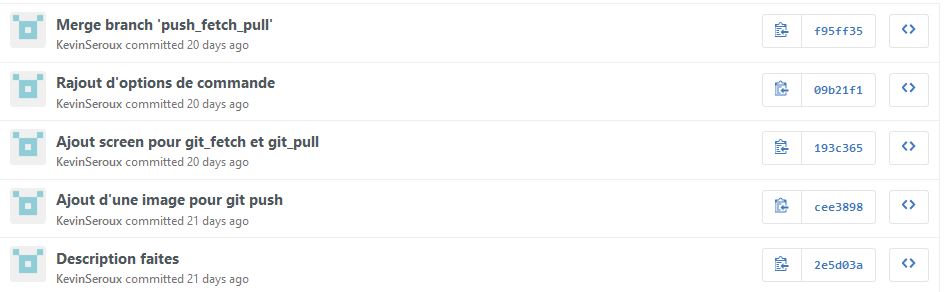 Merge branch 'push_fetch_pull'
KevinSeroux committed 20 days ago
f95ff35
Rajout d'options de commande
KevinSeroux committed 20 days ago
09b21f1
Ajout screen pour git_fetch et git_pull
KevinSeroux committed 20 days ago
193c365
Ajout d'une image pour git push
KevinSeroux committed 21 days ago
cee3898
Description faites
KevinSeroux committed 21 days ago
2e5d03a